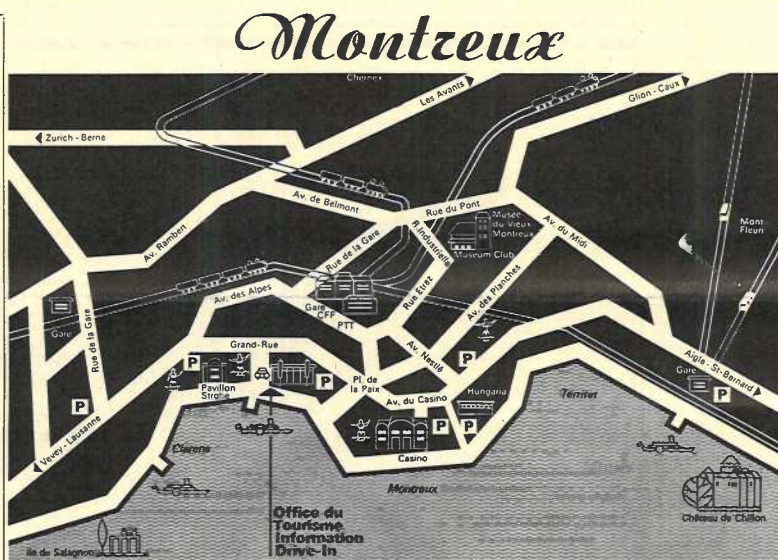 Montreux
Chernex
Les Avants
Glion - Caux
Zurich - Berne
Av. de Belmont
Rue du Pont
Musée
du Vieux
Montreux
Museum Club
Mont
Fleuri
Av. Ramben
Rue de la Gare
R. Industrielle
Av. du Midi
Av. des Alpes
Gare
CFF
PTT
Rue Etraz
Av. des Planches
Gare
Rue de la Gare
Grand-Rue
Av. Nestlé
P
P
Aigle-St-Bernard
Gare
Pavillon
P
Pl. de
la Paix
Hungaria
Territet
P
Av. du Casino
P
P
Vevey - Lausanne
Clarens
Casino
Montreux
Office du
Tourisme
Information
Drive-In
Château de Chillon
Ile de Salagnon